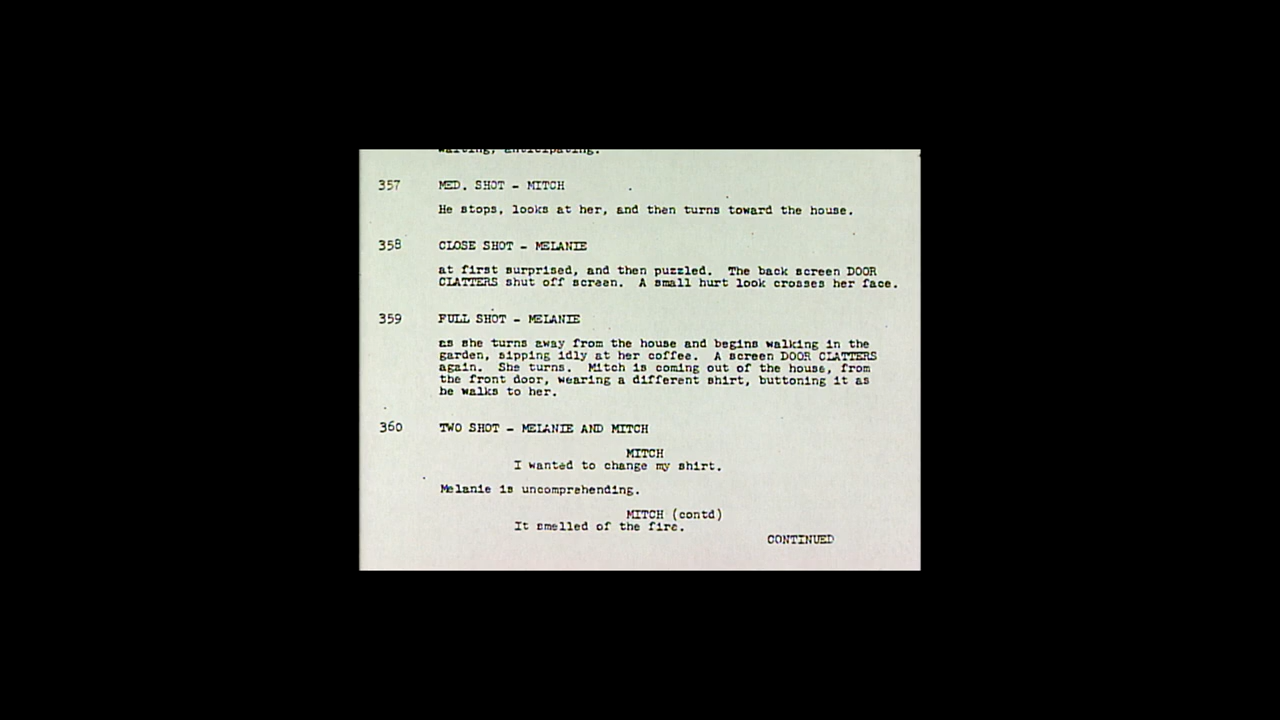 waiting, anticipating.
357 MED. SHOT - MITCH
He stops, looks at her, and then turns toward the house.
358 CLOSE SHOT - MELANIE
at first surprised, and then puzzled. The back screen DOOR
CLATTERS shut off screen. A small hurt look crosses her face.
359 FULL SHOT - MELANIE
as she turns away from the house and begins walking in the
garden, sipping idly at her coffee. A screen DOOR CLATTERS
again. She turns. Mitch is coming out of the house, from
the front door, wearing a different shirt, buttoning it as
he walks to her.
360 TWO SHOT - MELANIE AND MITCH
MITCH
I wanted to change my shirt.
Melanie is uncomprehending.
MITCH (contd)
It smelled of the fire.
CONTINUED